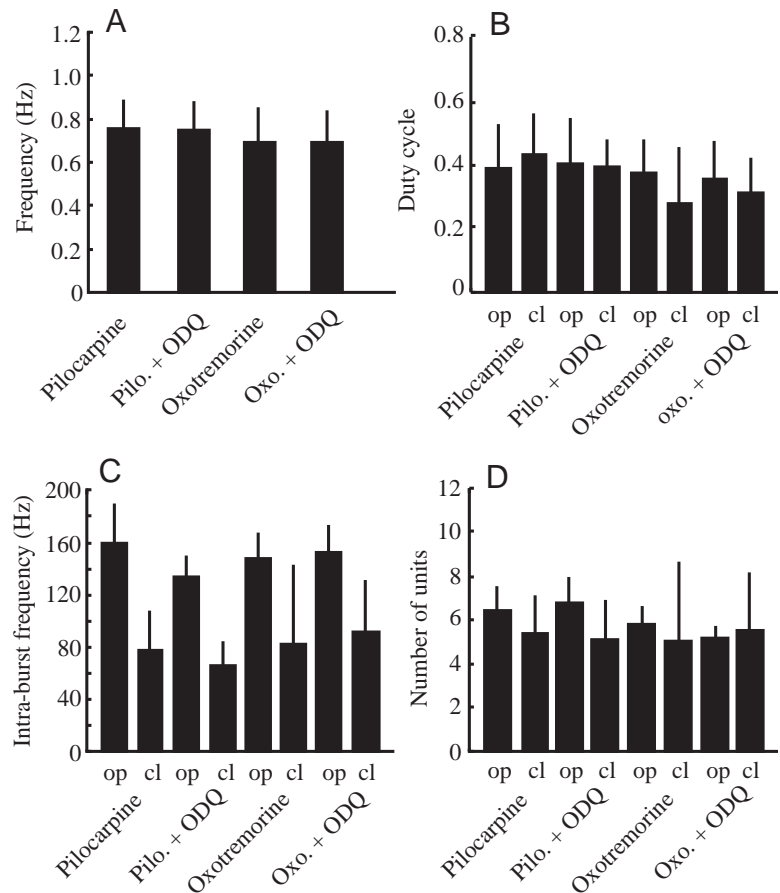 A
Frequency (Hz)
1.2
1.0
0.8
0.6
0.4
0.2
0
Pilocarpine
Pilo. + ODQ
Oxotremorine
Oxo. + ODQ
B
Duty cycle
0.8
0.6
0.4
0.2
0
op cl op cl op cl op cl
Pilocarpine
Pilo. + ODQ
Oxotremorine
oxo. + ODQ
C
Intra-burst frequency (Hz)
200
160
120
80
40
0
op cl op cl op cl op cl
Pilocarpine
Pilo. + ODQ
Oxotremorine
Oxo. + ODQ
D
Number of units
12
10
8
6
4
2
0
op cl op cl op cl op cl
Pilocarpine
Pilo. + ODQ
Oxotremorine
Oxo. + ODQ